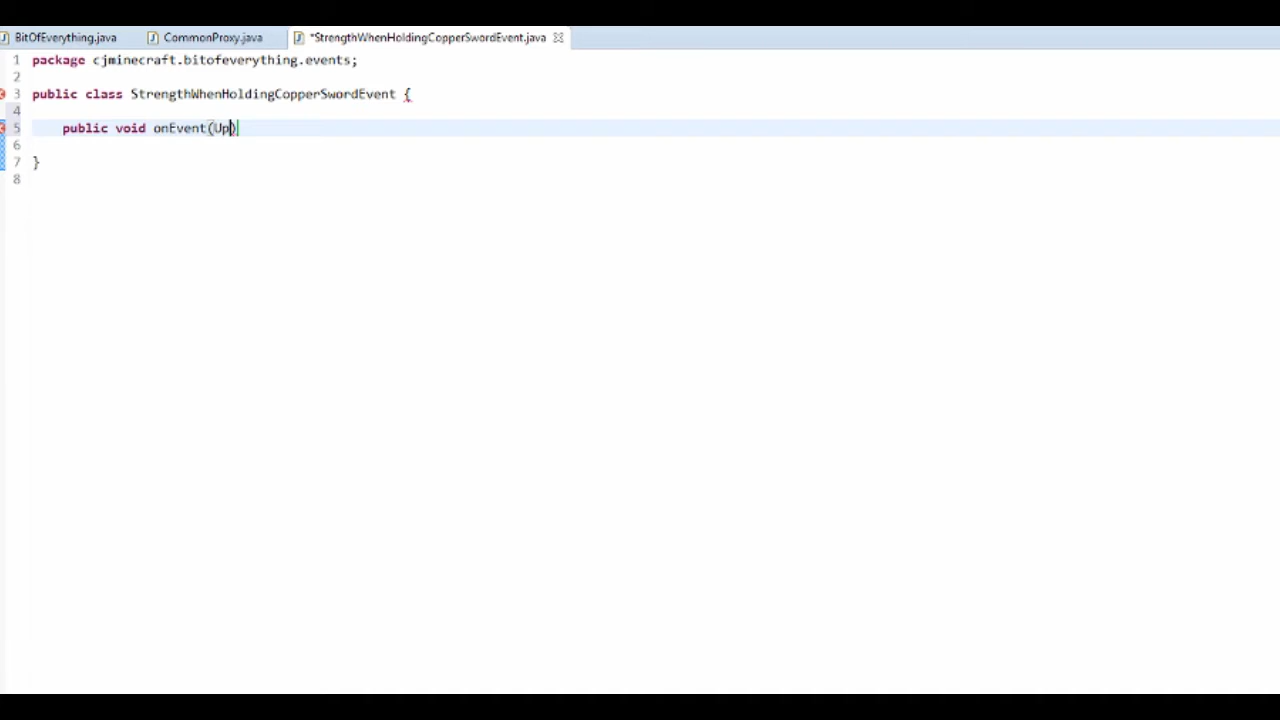 BitOfEverything.java CommonProxy.java *StrengthWhenHoldingCopperSwordEvent.java
1 package cjminecraft.bitofeverything.events;
2
3 public class StrengthWhenHoldingCopperSwordEvent {
4
5 public void onEvent(Up)
6
7 }
8